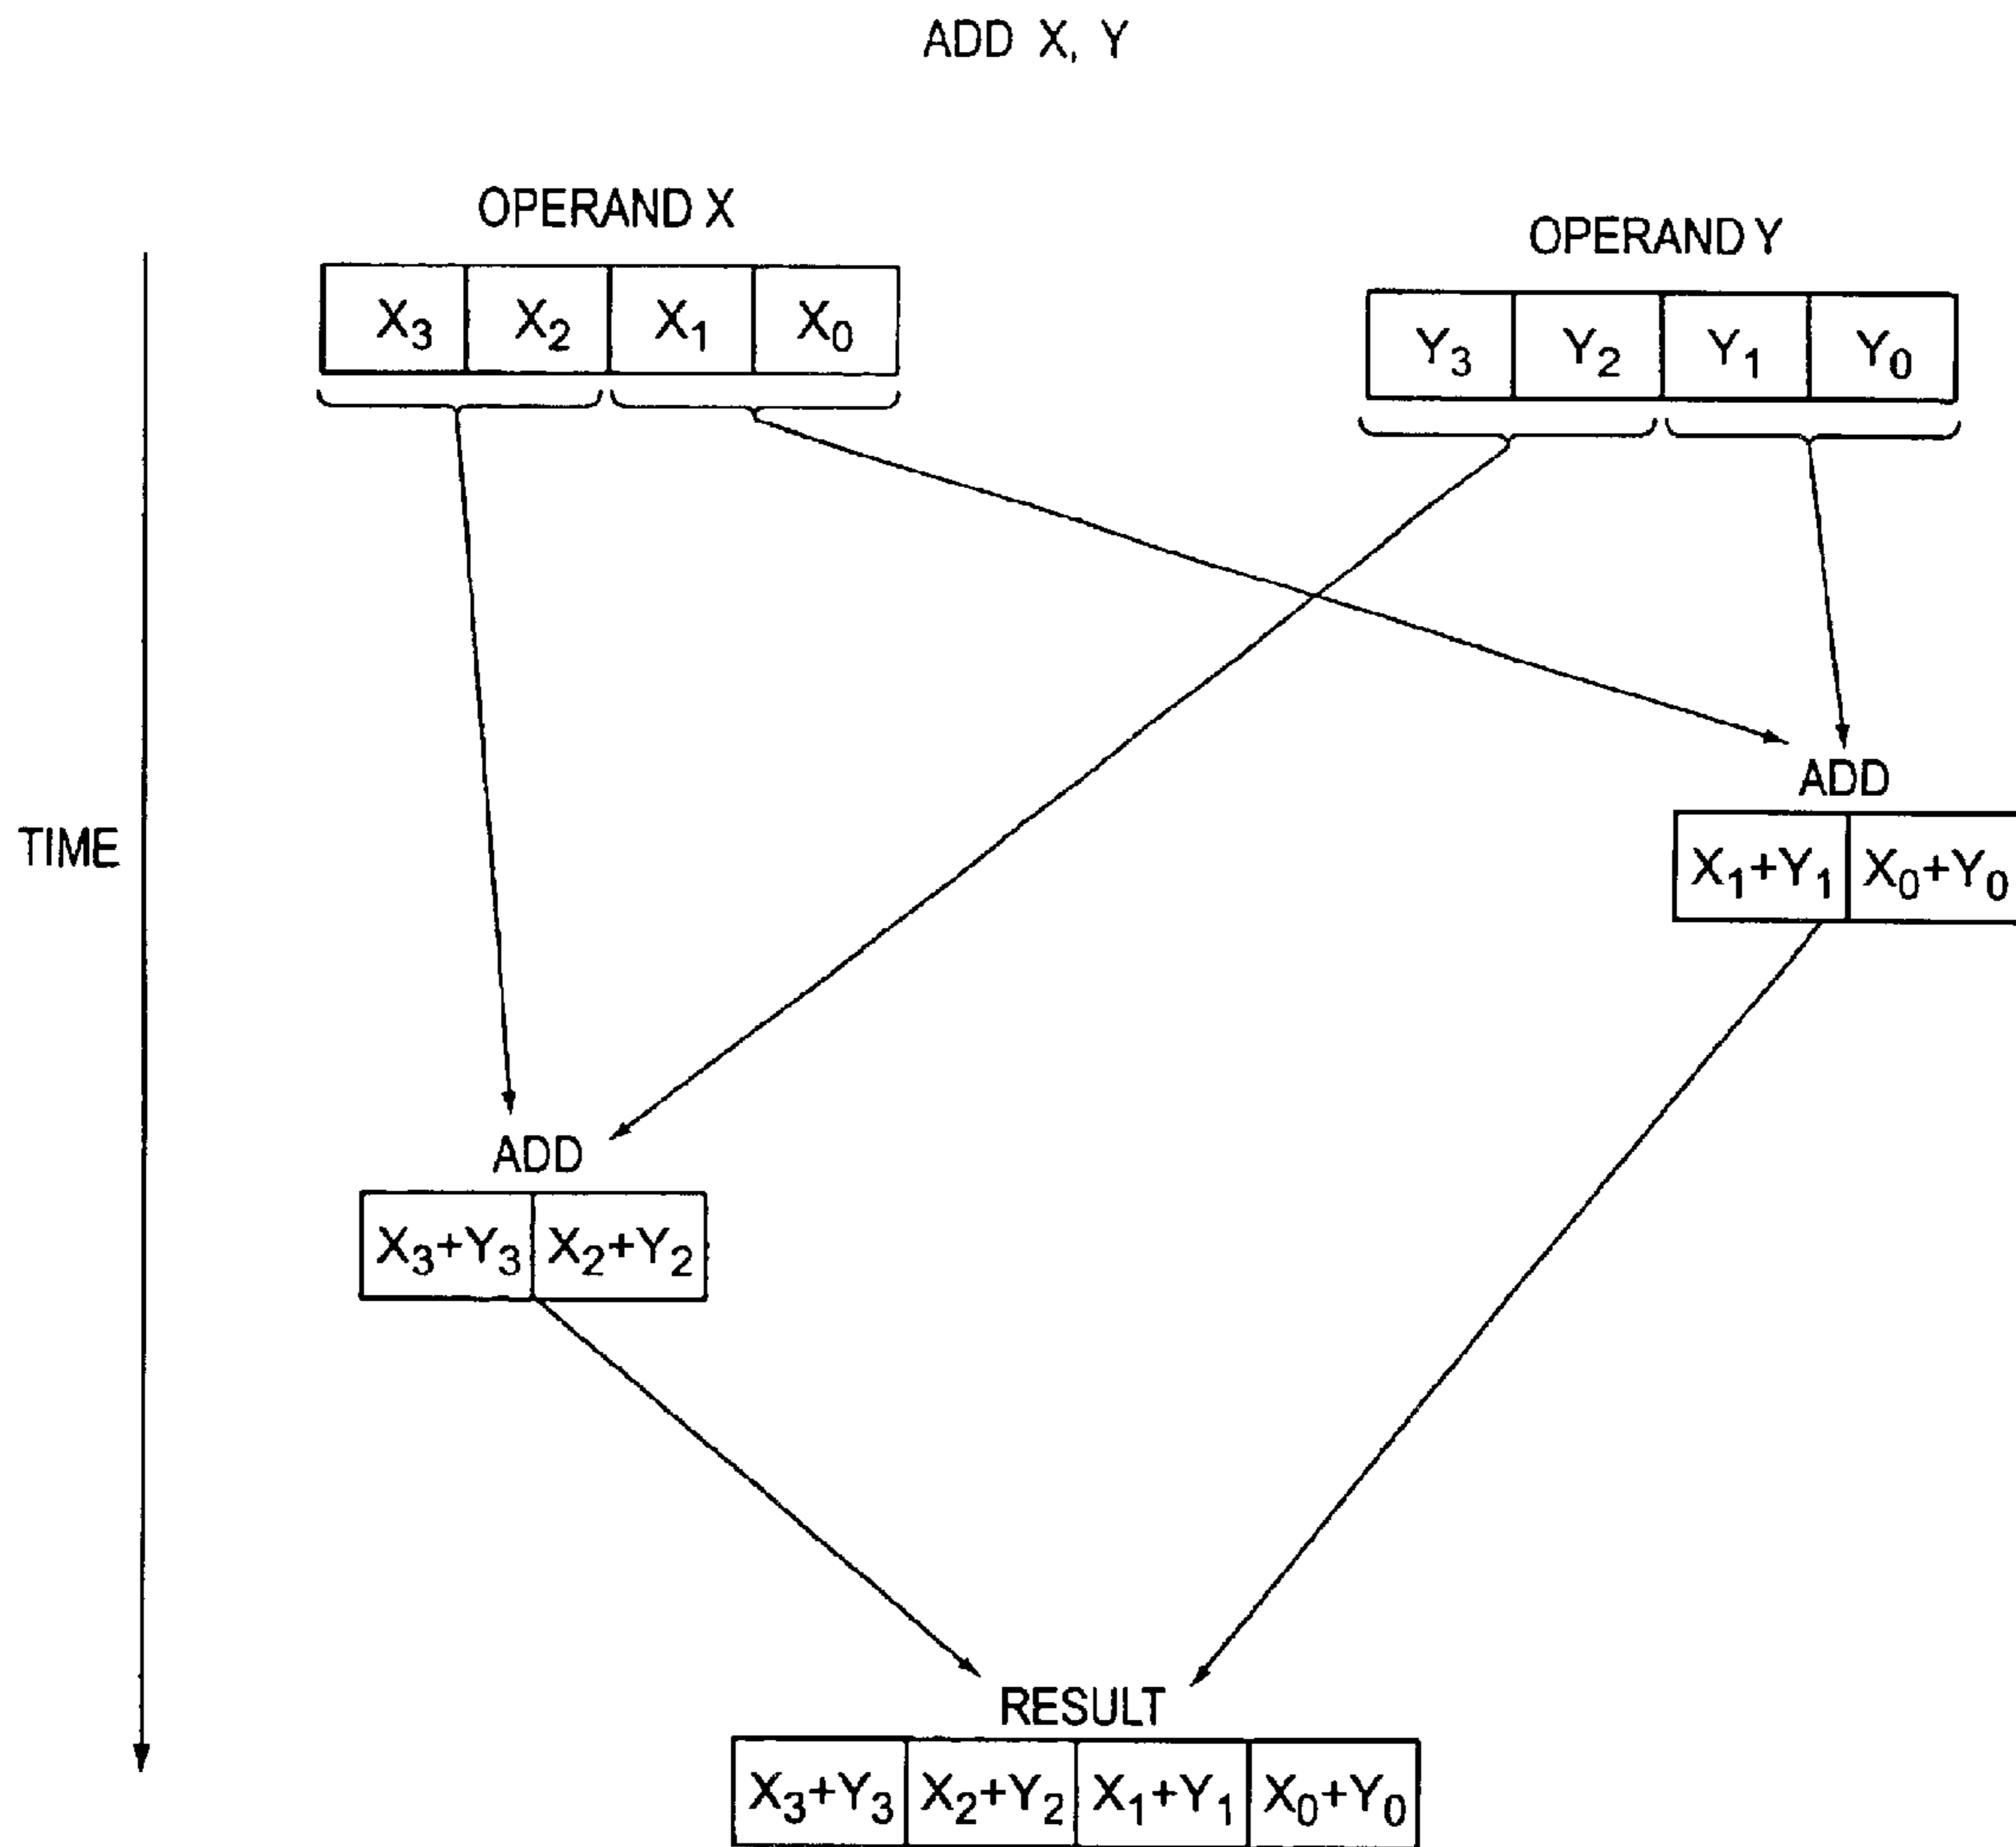 ADD X, Y
OPERAND X
OPERAND Y
X₃ X₂ X₁ X₀
Y₃ Y₂ Y₁ Y₀
ADD
TIME
X₁+Y₁ X₀+Y₀
ADD
X₃+Y₃ X₂+Y₂
RESULT
X₃+Y₃ X₂+Y₂ X₁+Y₁ X₀+Y₀